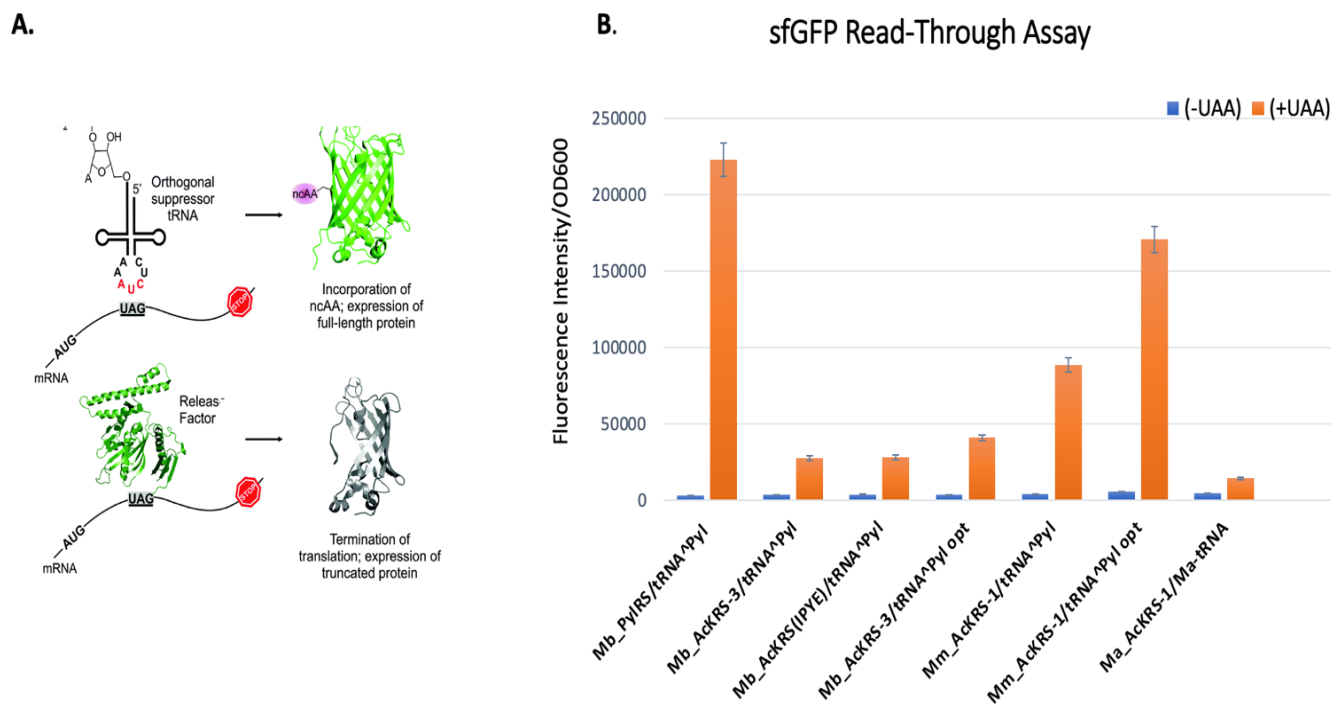 A.
OH
O
O
A
5'
Orthogonal
suppressor
tRNA
A C
A U
A U C
UAG
STOP
AUG
mRNA
ncAA
Incorporation of
ncAA; expression of
full-length protein
Releas
Factor
UAG
STOP
AUG
mRNA
Termination of
translation; expression of
truncated protein
B.
sfGFP Read-Through Assay
(-UAA) (+UAA)
Fluorescence Intensity/OD600
250000
200000
150000
100000
50000
0
Mb_PylRS/tRNA^Pyl
Mb_AcKRS-3/tRNA^Pyl
Mb_AcKRS(IPYE)/tRNA^Pyl
Mb_AcKRS-3/tRNA^Pyl opt
Mm_AcKRS-1/tRNA^Pyl
Mm_AcKRS-1/tRNA^Pyl opt
Ma_AcKRS-1/Ma-tRNA